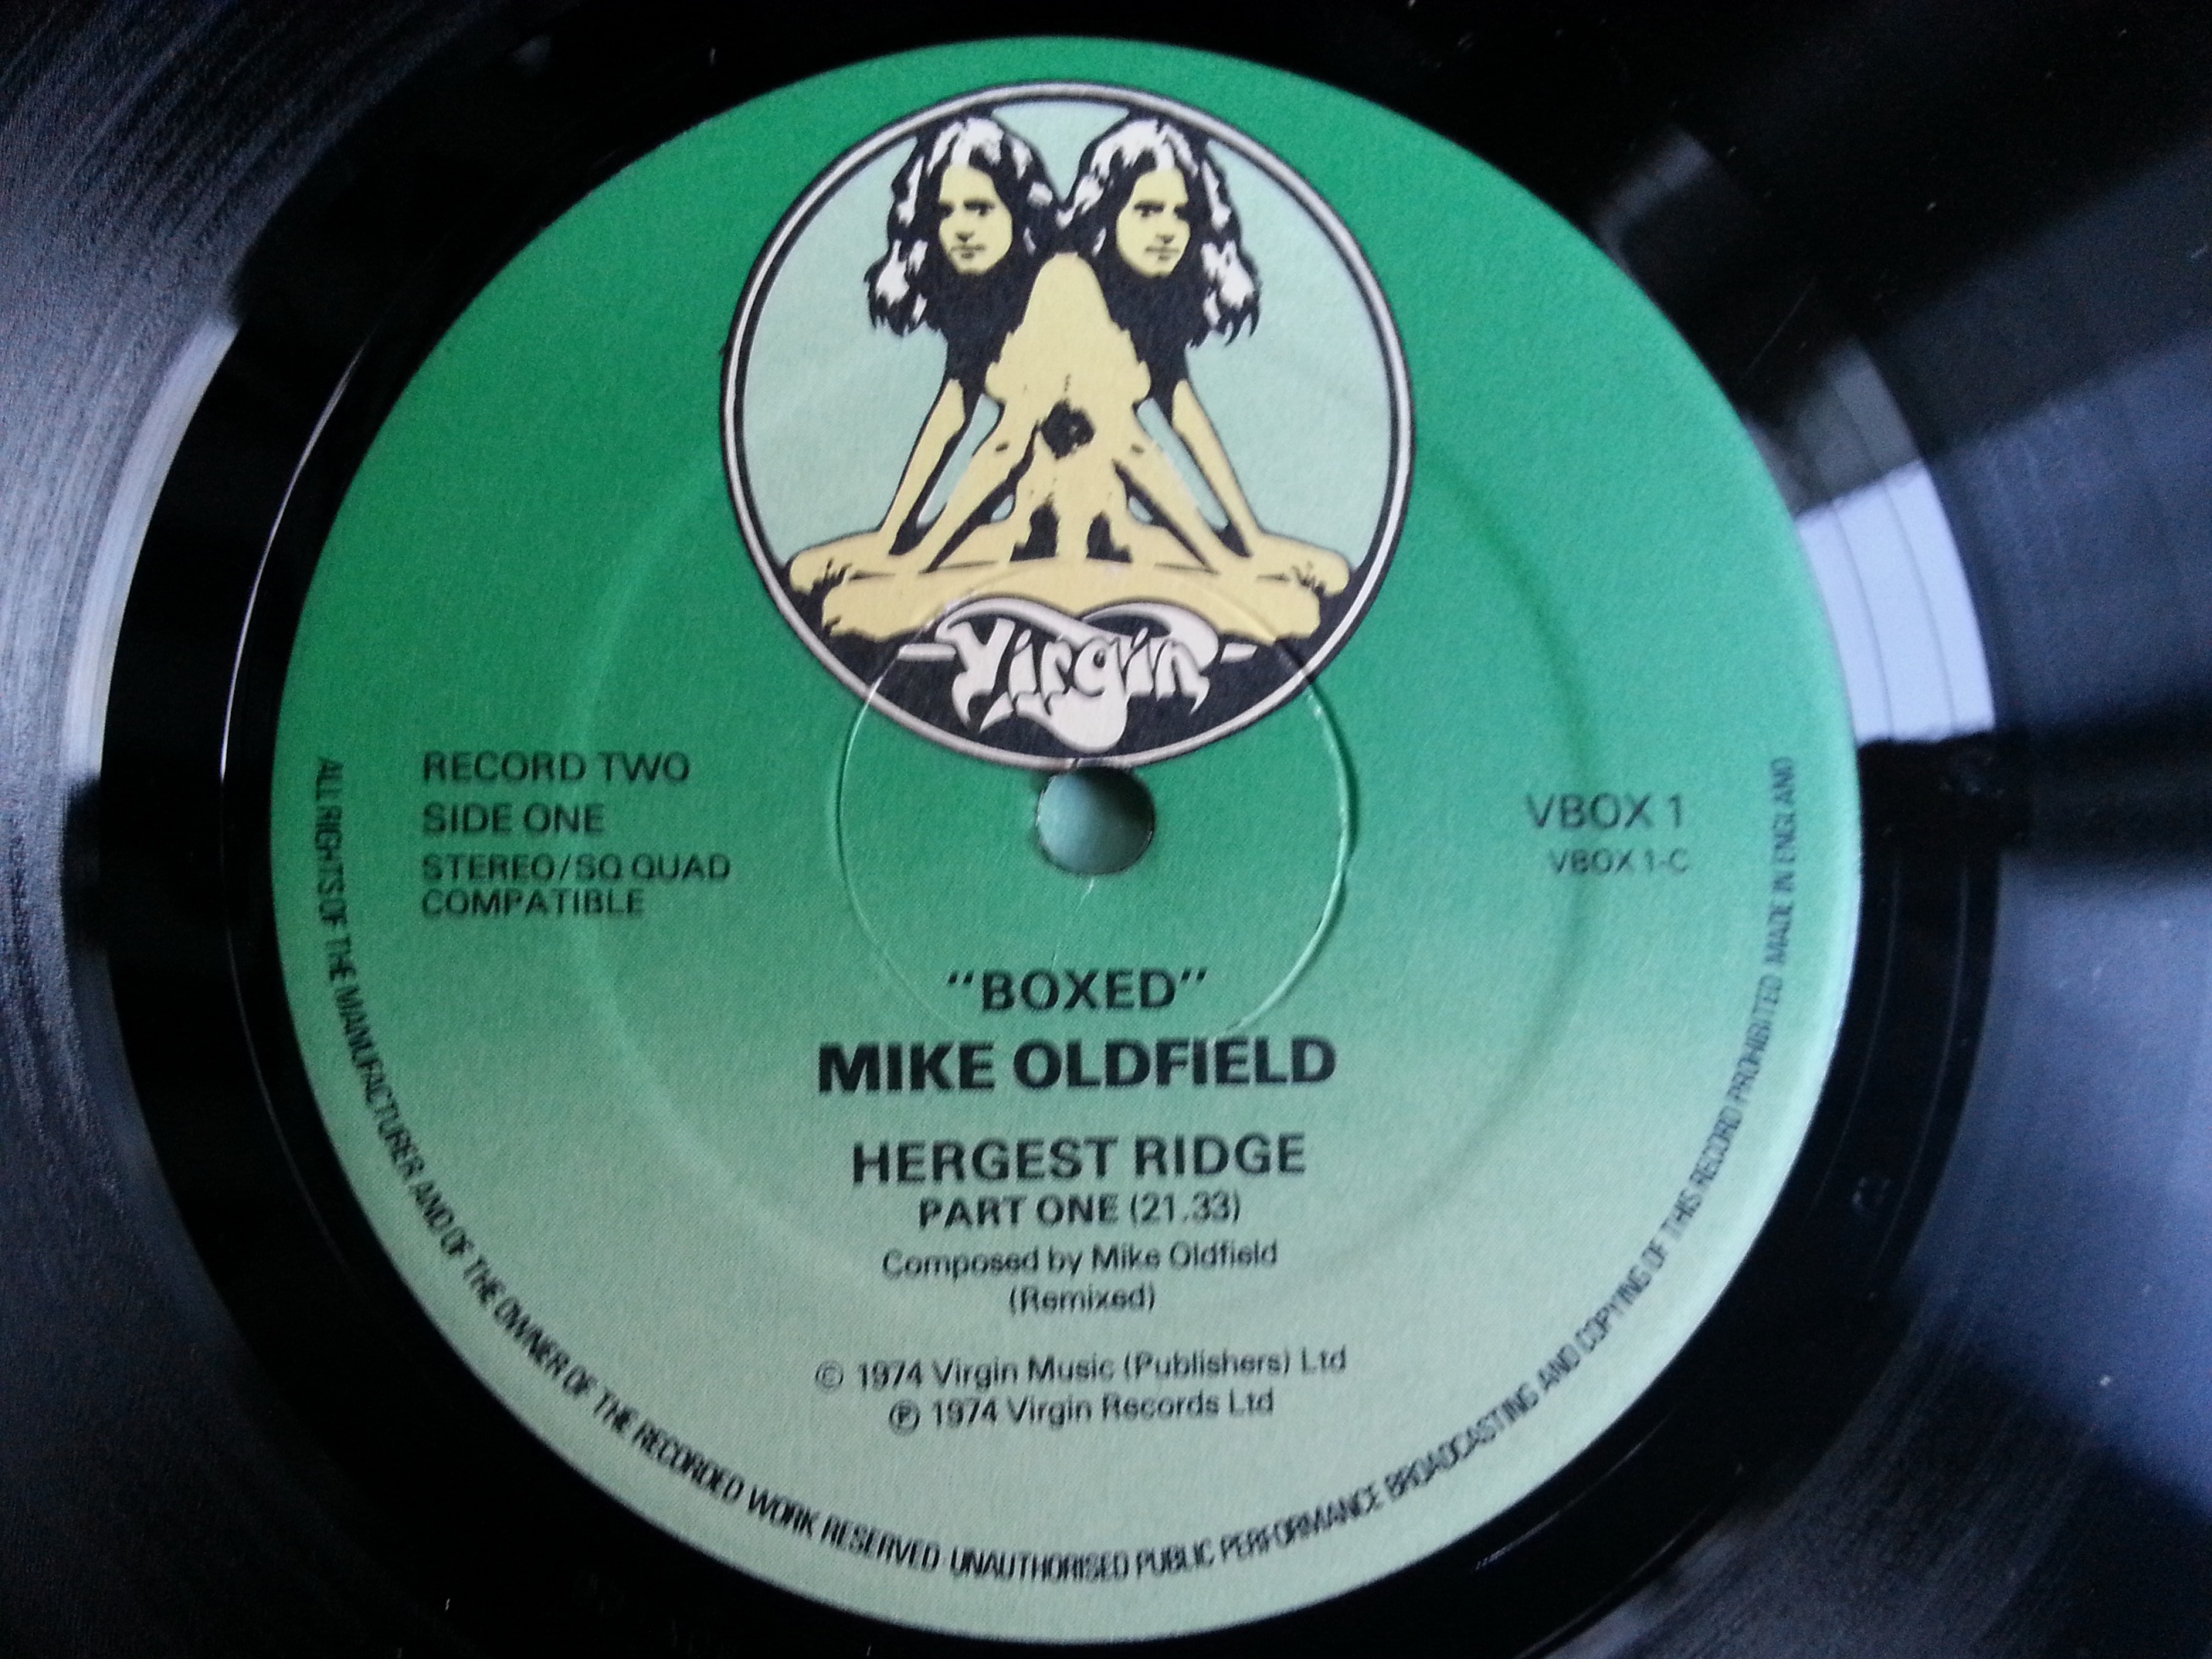 Virgin
RECORD TWO
SIDE ONE
STEREO/SQ QUAD
COMPATIBLE
VBOX 1
VBOX 1-C
"BOXED"
MIKE OLDFIELD
HERGEST RIDGE
PART ONE (21.33)
Composed by Mike Oldfield
(Remixed)
© 1974 Virgin Music (Publishers) Ltd
℗ 1974 Virgin Records Ltd
ALL RIGHTS OF THE MANUFACTURER AND OF THE OWNER OF THE RECORDED WORK RESERVED UNAUTHORISED PUBLIC PERFORMANCE BROADCASTING AND COPYING OF THIS RECORD PROHIBITED MADE IN ENGLAND